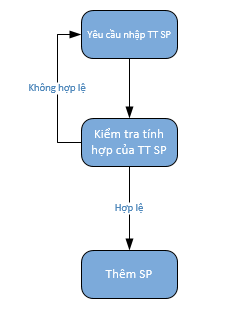 Yêu cầu nhập TT SP
Không hợp lệ
Kiểm tra tính
hợp của TT SP
Hợp lệ
Thêm SP